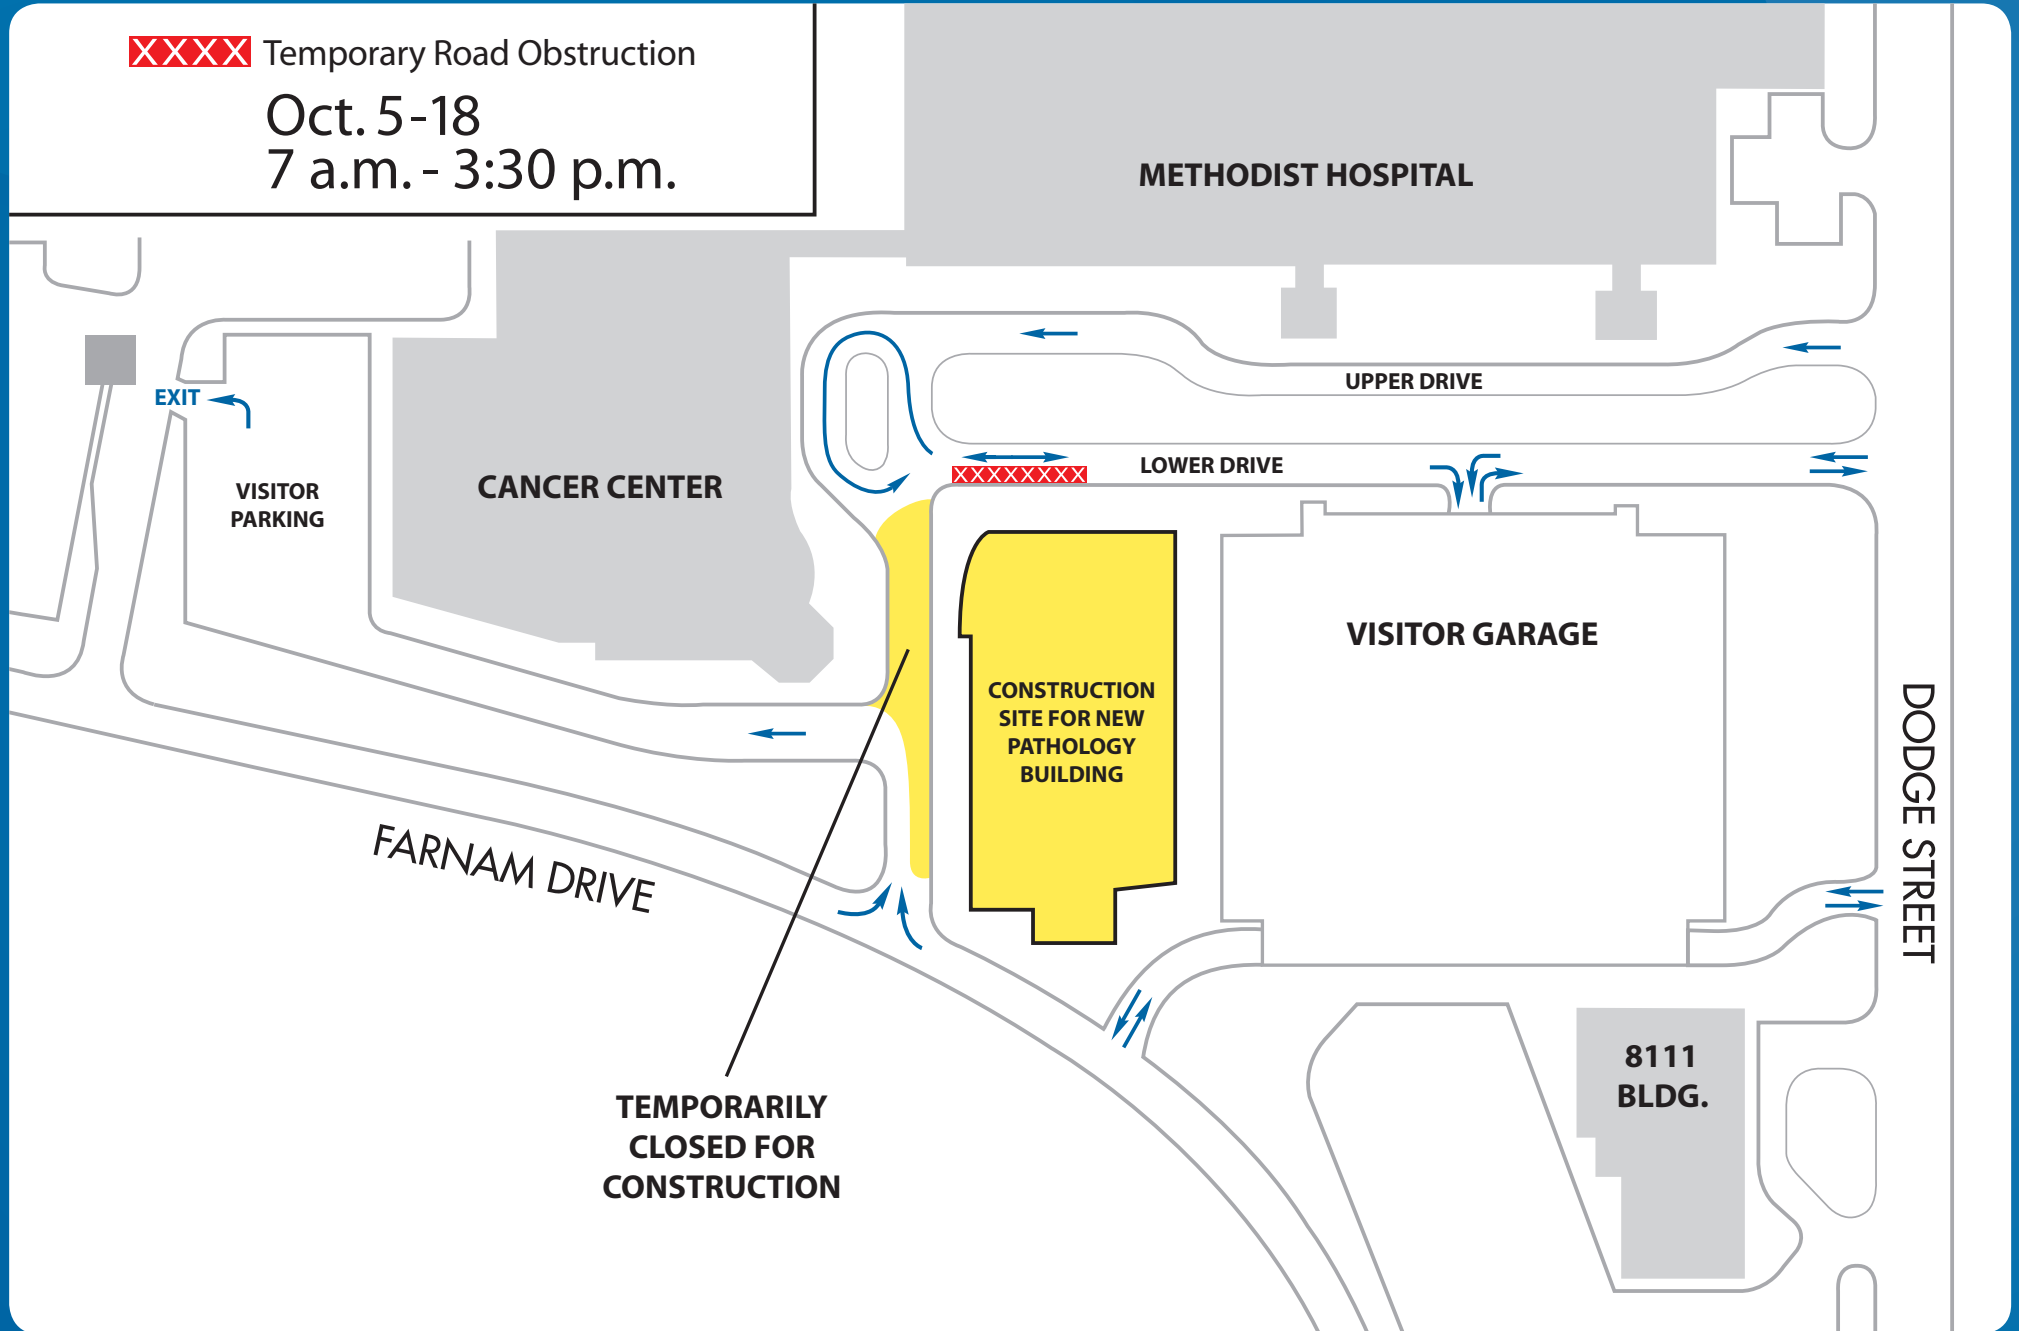 XXXX Temporary Road Obstruction
Oct. 5-18
7 a.m. - 3:30 p.m.
METHODIST HOSPITAL
UPPER DRIVE
EXIT
LOWER DRIVE
XXXXXXXX
VISITOR
PARKING
CANCER CENTER
VISITOR GARAGE
CONSTRUCTION
SITE FOR NEW
PATHOLOGY
BUILDING
DODGE STREET
FARNAM DRIVE
8111
BLDG.
TEMPORARILY
CLOSED FOR
CONSTRUCTION